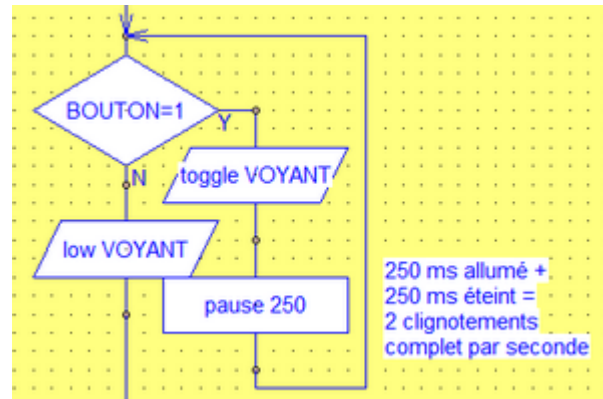 BOUTON=1
Y
N
toggle VOYANT
low VOYANT
pause 250
250 ms allumé +
250 ms éteint =
2 clignotements
complet par seconde